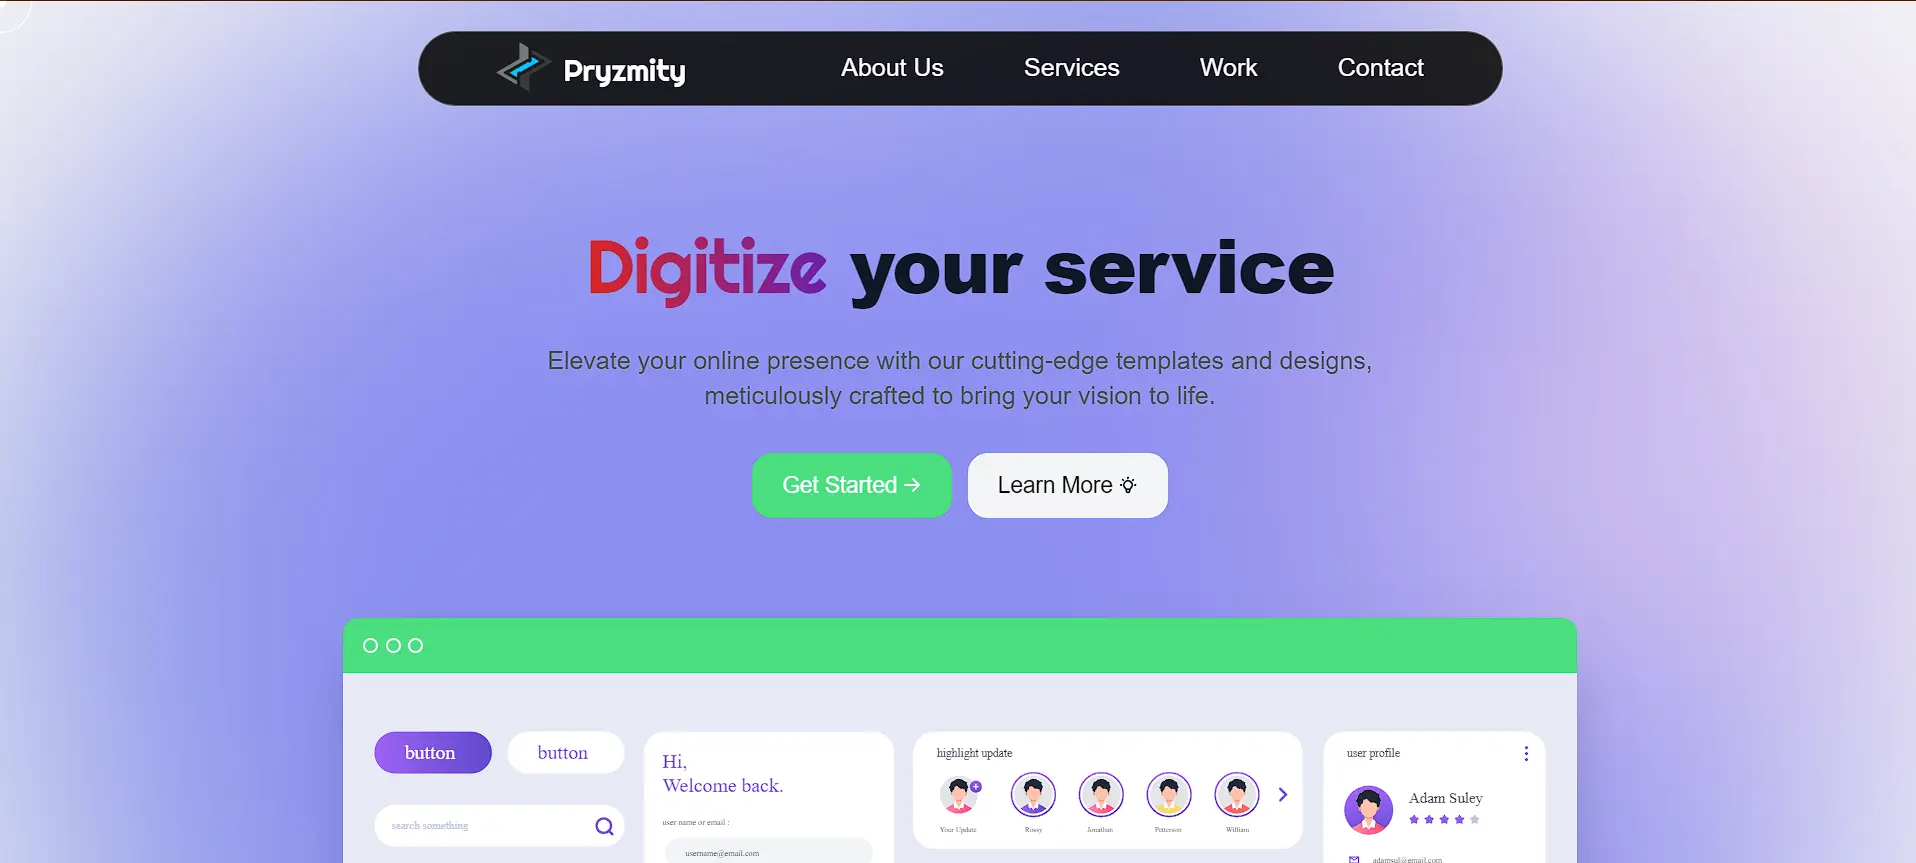 Pryzmity
About Us
Services
Work
Contact
Digitize your service
Elevate your online presence with our cutting-edge templates and designs,
meticulously crafted to bring your vision to life.
Get Started →
Learn More
button
button
search something
Hi,
Welcome back.
user name or email :
username@email.com
highlight update
Your Update
Rossy
Jonathan
Petterson
William
user profile
Adam Suley
adamsul@email.com